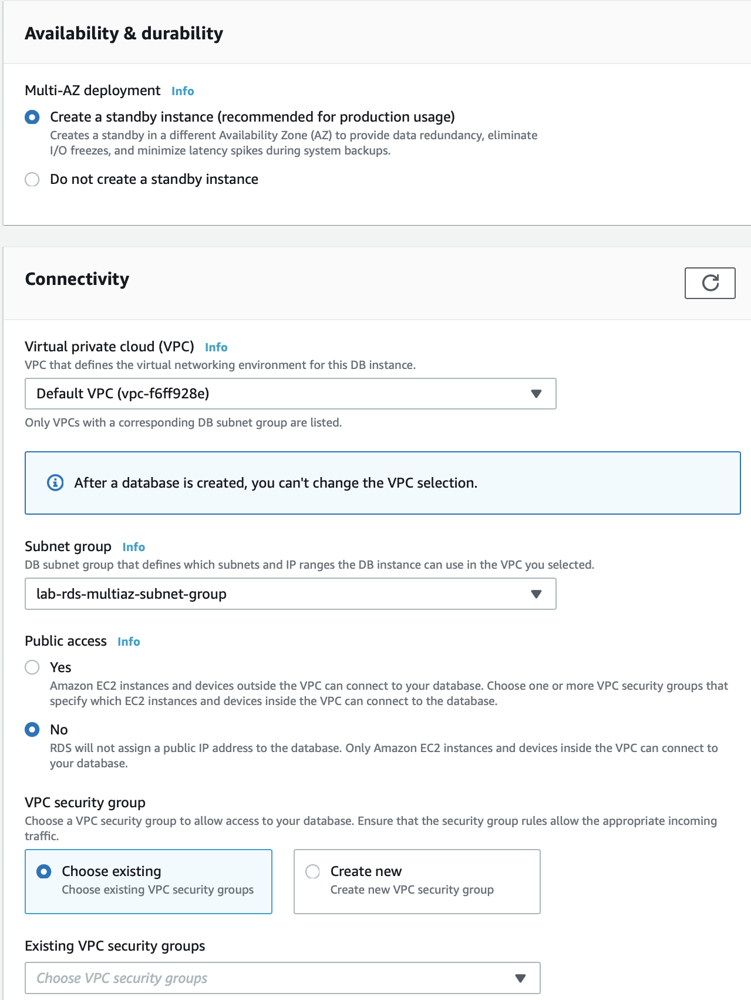 Availability & durability
Multi-AZ deployment Info
Create a standby instance (recommended for production usage)
Creates a standby in a different Availability Zone (AZ) to provide data redundancy, eliminate
I/O freezes, and minimize latency spikes during system backups.
Do not create a standby instance
Connectivity
Virtual private cloud (VPC) Info
VPC that defines the virtual networking environment for this DB instance.
Default VPC (vpc-f6ff928e)
Only VPCs with a corresponding DB subnet group are listed.
After a database is created, you can't change the VPC selection.
Subnet group Info
DB subnet group that defines which subnets and IP ranges the DB instance can use in the VPC you selected.
lab-rds-multiaz-subnet-group
Public access Info
Yes
Amazon EC2 instances and devices outside the VPC can connect to your database. Choose one or more VPC security groups that
specify which EC2 instances and devices inside the VPC can connect to the database.
No
RDS will not assign a public IP address to the database. Only Amazon EC2 instances and devices inside the VPC can connect to
your database.
VPC security group
Choose a VPC security group to allow access to your database. Ensure that the security group rules allow the appropriate incoming
traffic.
Choose existing
Choose existing VPC security groups
Create new
Create new VPC security group
Existing VPC security groups
Choose VPC security groups